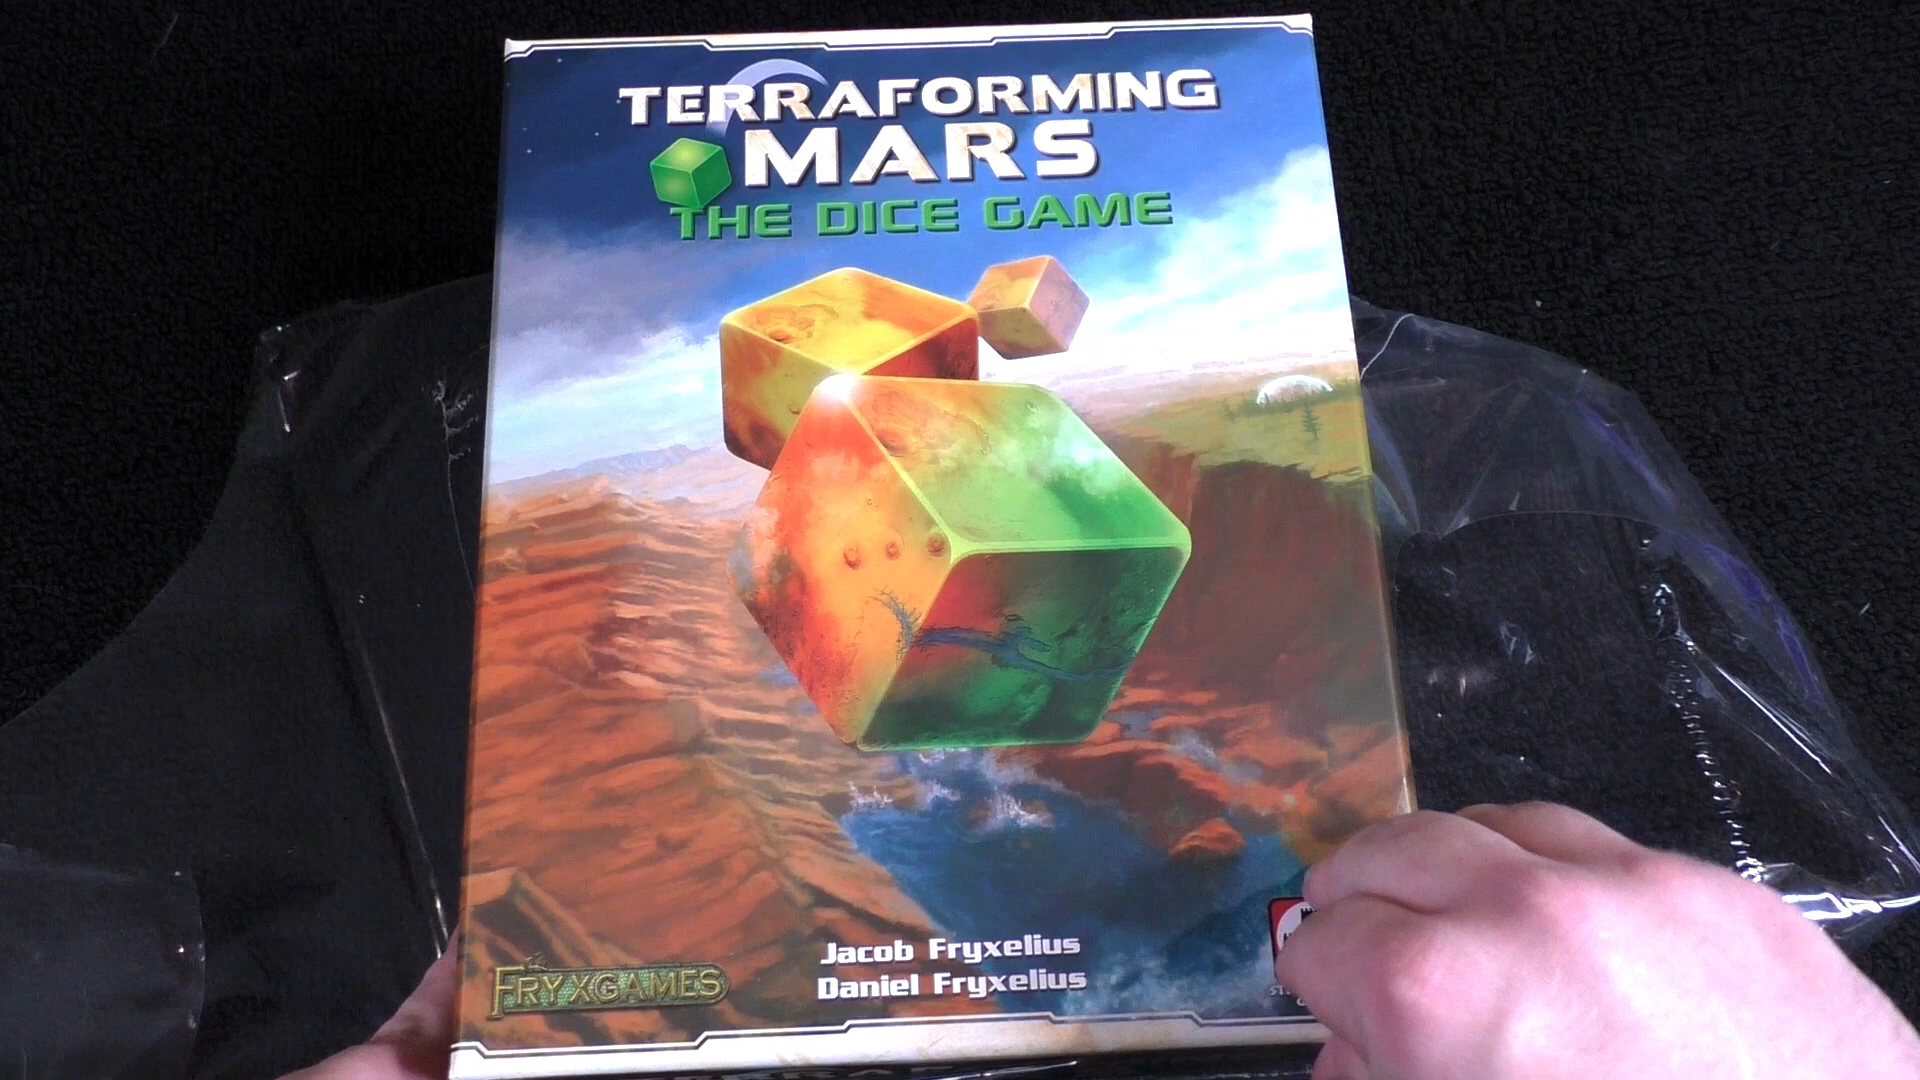 TERRAFORMING
MARS
THE DICE GAME
Jacob Fryxelius
Daniel Fryxelius
FRYXGAMES